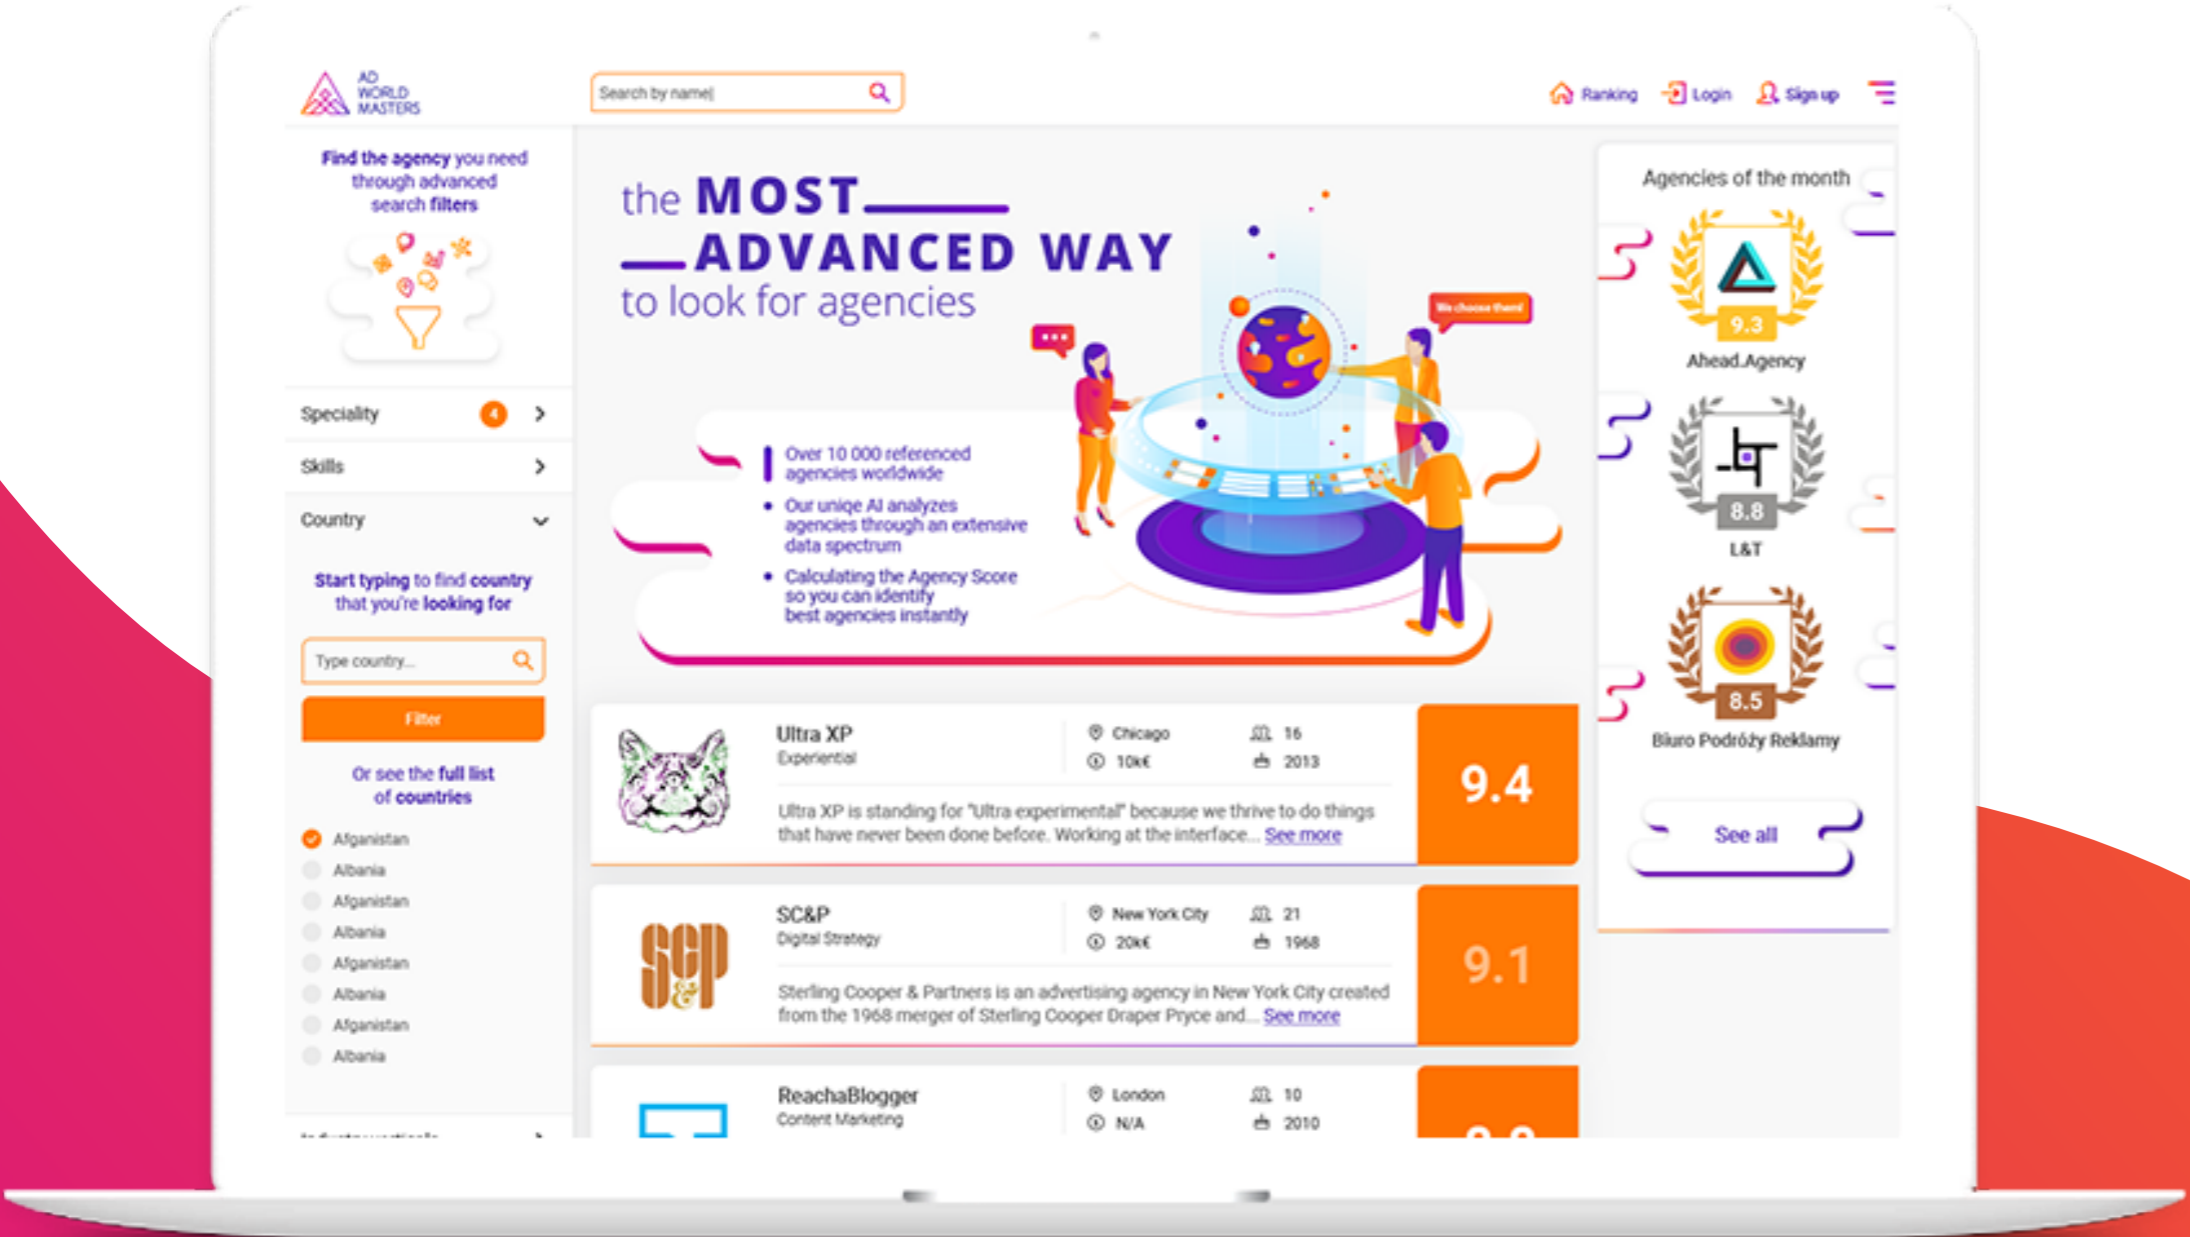 AD
WORLD
MASTERS
Search by name
Ranking
Login
Sign up
Find the agency you need
through advanced
search filters
Speciality
4
Skills
Country
Start typing to find country
that you're looking for
Type country...
Filter
Or see the full list
of countries
Afganistan
Albania
Afganistan
Albania
Afganistan
Albania
Afganistan
Albania
the MOST
ADVANCED WAY
to look for agencies
We choose them!
Over 10 000 referenced
agencies worldwide
• Our uniqe AI analyzes
agencies through an extensive
data spectrum
• Calculating the Agency Score
so you can identify
best agencies instantly
Ultra XP
Experiential
Chicago
16
10k€
2013
Ultra XP is standing for "Ultra experimental" because we thrive to do things
that have never been done before. Working at the interface... See more
9.4
SC&P
SC&P
Digital Strategy
New York City
21
20k€
1968
Sterling Cooper & Partners is an advertising agency in New York City created
from the 1968 merger of Sterling Cooper Draper Pryce and... See more
9.1
ReachaBlogger
Content Marketing
London
10
N/A
2010
Agencies of the month
9.3
Ahead.Agency
8.8
L&T
8.5
Biuro Podróży Reklamy
See all